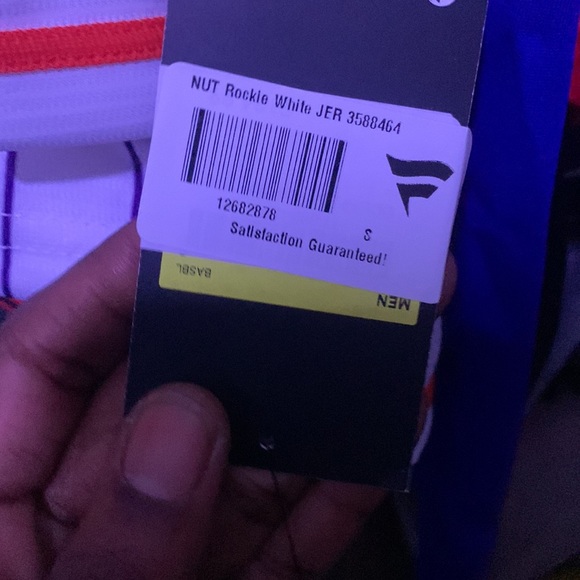 NUT Rockie White JER 3588464
12682878
S
Satisfaction Guaranteed!
BASBL
MEN